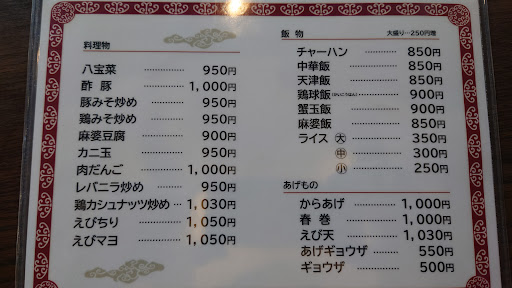 料理物
八宝菜 ………… 950円
酢豚 ………… 1,000円
豚みそ炒め ……… 950円
鶏みそ炒め ……… 950円
麻婆豆腐 ……… 900円
カニ玉 ………… 950円
肉だんご ……… 1,000円
レバニラ炒め …… 950円
鶏カシュナッツ炒め … 1,030円
えびちり ……… 1,050円
えびマヨ ……… 1,050円
飯物 大盛り…250円増
チャーハン ……… 850円
中華飯 ………… 850円
天津飯 ………… 850円
鶏球飯 ……… 900円
蟹玉飯 ………… 900円
麻婆飯 ………… 850円
ライス 大 ……… 350円
中 ……… 300円
小 ……… 250円
あげもの
からあげ ……… 1,000円
春巻 ………… 1,000円
えび天 ………… 1,030円
あげギョウザ …… 550円
ギョウザ ……… 500円